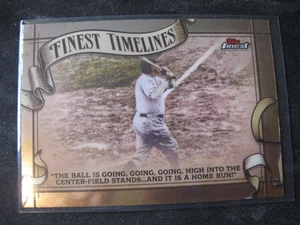 FINEST TIMELINES
Topps
finest
"THE BALL IS GOING, GOING, GOING, HIGH INTO THE
CENTER-FIELD STANDS...AND IT IS A HOME RUN!"